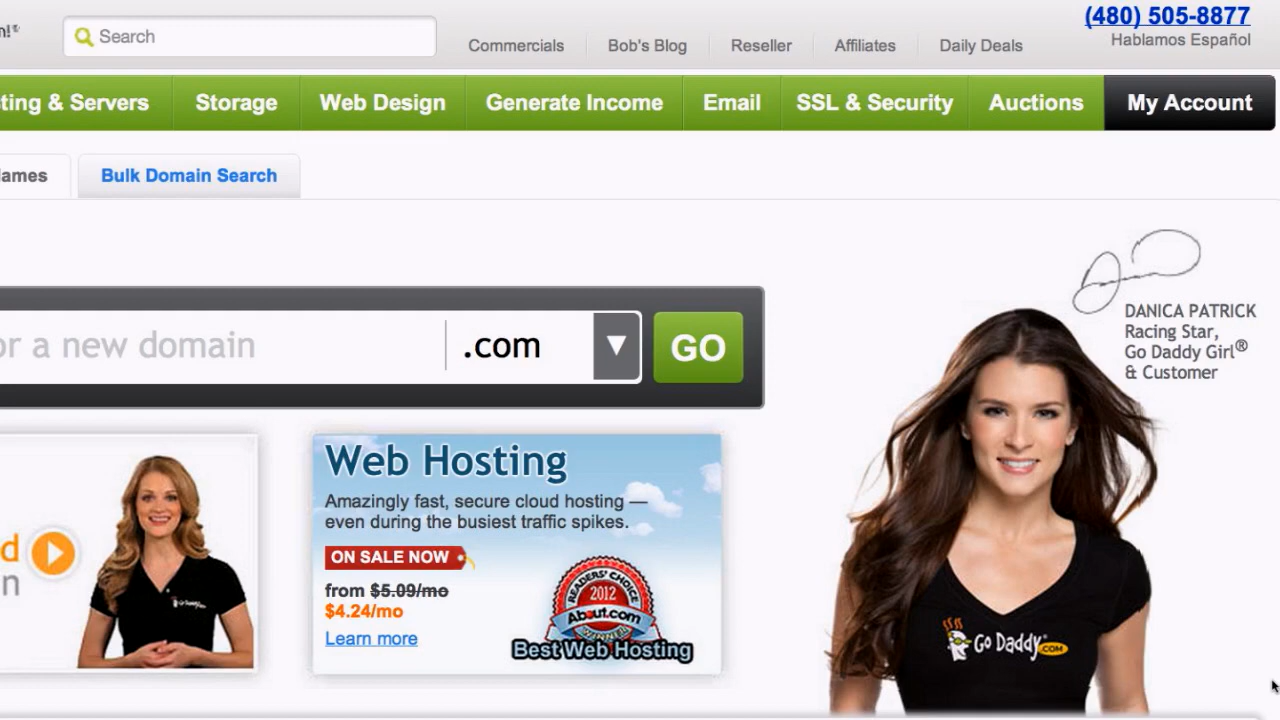 n!®
Search
Commercials
Bob's Blog
Reseller
Affiliates
Daily Deals
(480) 505-8877
Hablamos Español
ting & Servers
Storage
Web Design
Generate Income
Email
SSL & Security
Auctions
My Account
ames
Bulk Domain Search
or a new domain
.com
GO
DANICA PATRICK
Racing Star,
Go Daddy Girl®
& Customer
d
n
Web Hosting
Amazingly fast, secure cloud hosting —
even during the busiest traffic spikes.
ON SALE NOW
from $5.09/mo
$4.24/mo
Learn more
READERS' CHOICE
2012
About.com
WINNER
Best Web Hosting
Go Daddy
.COM